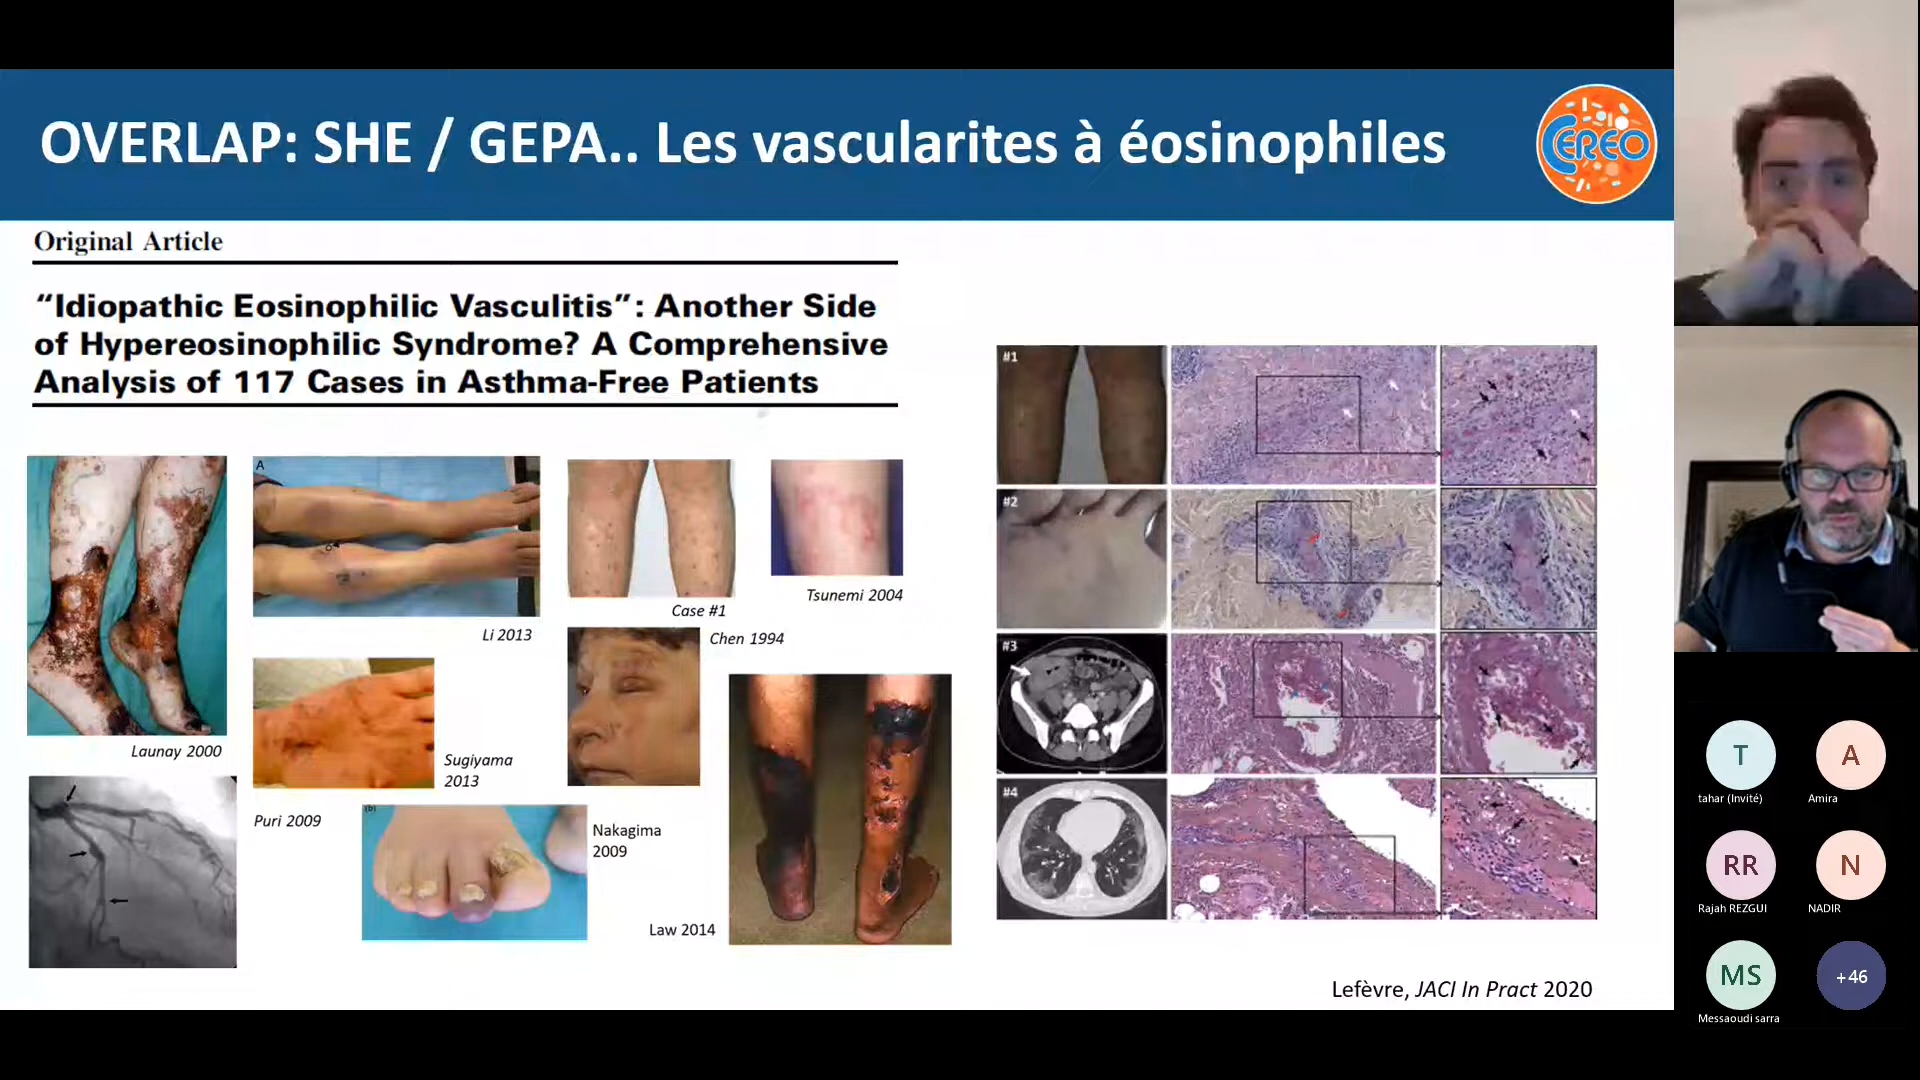 OVERLAP: SHE / GEPA.. Les vascularites à éosinophiles
CEREO
Original Article
“Idiopathic Eosinophilic Vasculitis”: Another Side
of Hypereosinophilic Syndrome? A Comprehensive
Analysis of 117 Cases in Asthma-Free Patients
A
Launay 2000
Li 2013
Case #1
Tsunemi 2004
Chen 1994
Sugiyama
2013
Puri 2009
(b)
Nakagima
2009
Law 2014
#1
#2
#3
#4
Lefèvre, JACI In Pract 2020
T
tahar (Invité)
A
Amira
RR
Rajah REZGUI
N
NADIR
MS
Messaoudi sarra
+46